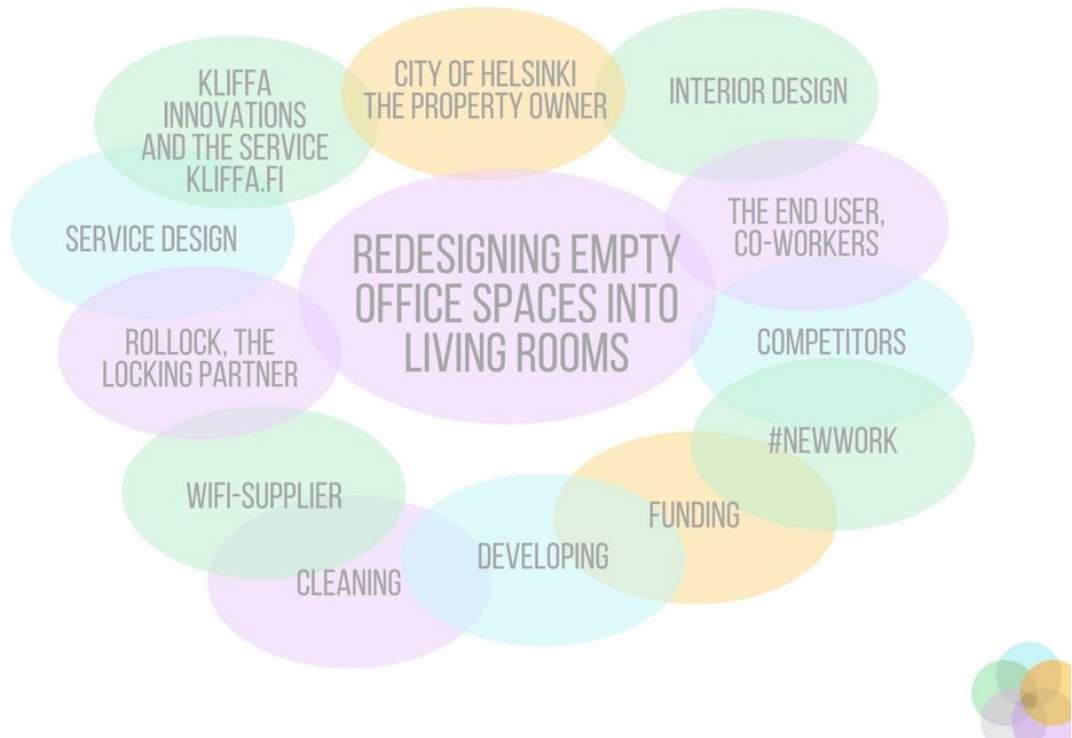 KLIFFA
INNOVATIONS
AND THE SERVICE
KLIFFA.FI
CITY OF HELSINKI
THE PROPERTY OWNER
INTERIOR DESIGN
SERVICE DESIGN
REDESIGNING EMPTY
OFFICE SPACES INTO
LIVING ROOMS
THE END USER,
CO-WORKERS
ROLLOCK, THE
LOCKING PARTNER
COMPETITORS
#NEWWORK
WIFI-SUPPLIER
FUNDING
DEVELOPING
CLEANING